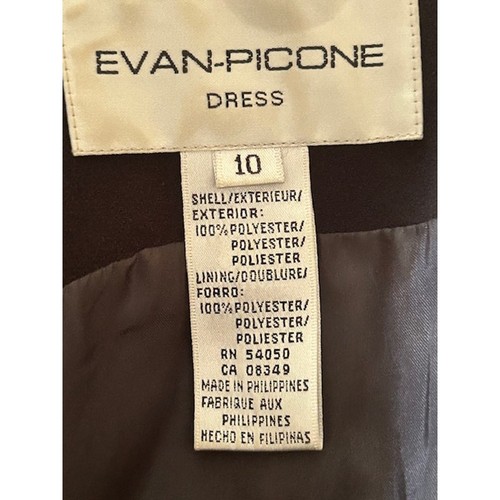 EVAN-PICONE
DRESS
10
SHELL/EXTERIEUR/
EXTERIOR:
100% POLYESTER/
POLYESTER/
POLIESTER
LINING/DOUBLURE/
FORRO:
100% POLYESTER/
POLYESTER/
POLIESTER
RN 54050
CA 08349
MADE IN PHILIPPINES
FABRIQUE AUX
PHILIPPINES
HECHO EN FILIPINAS